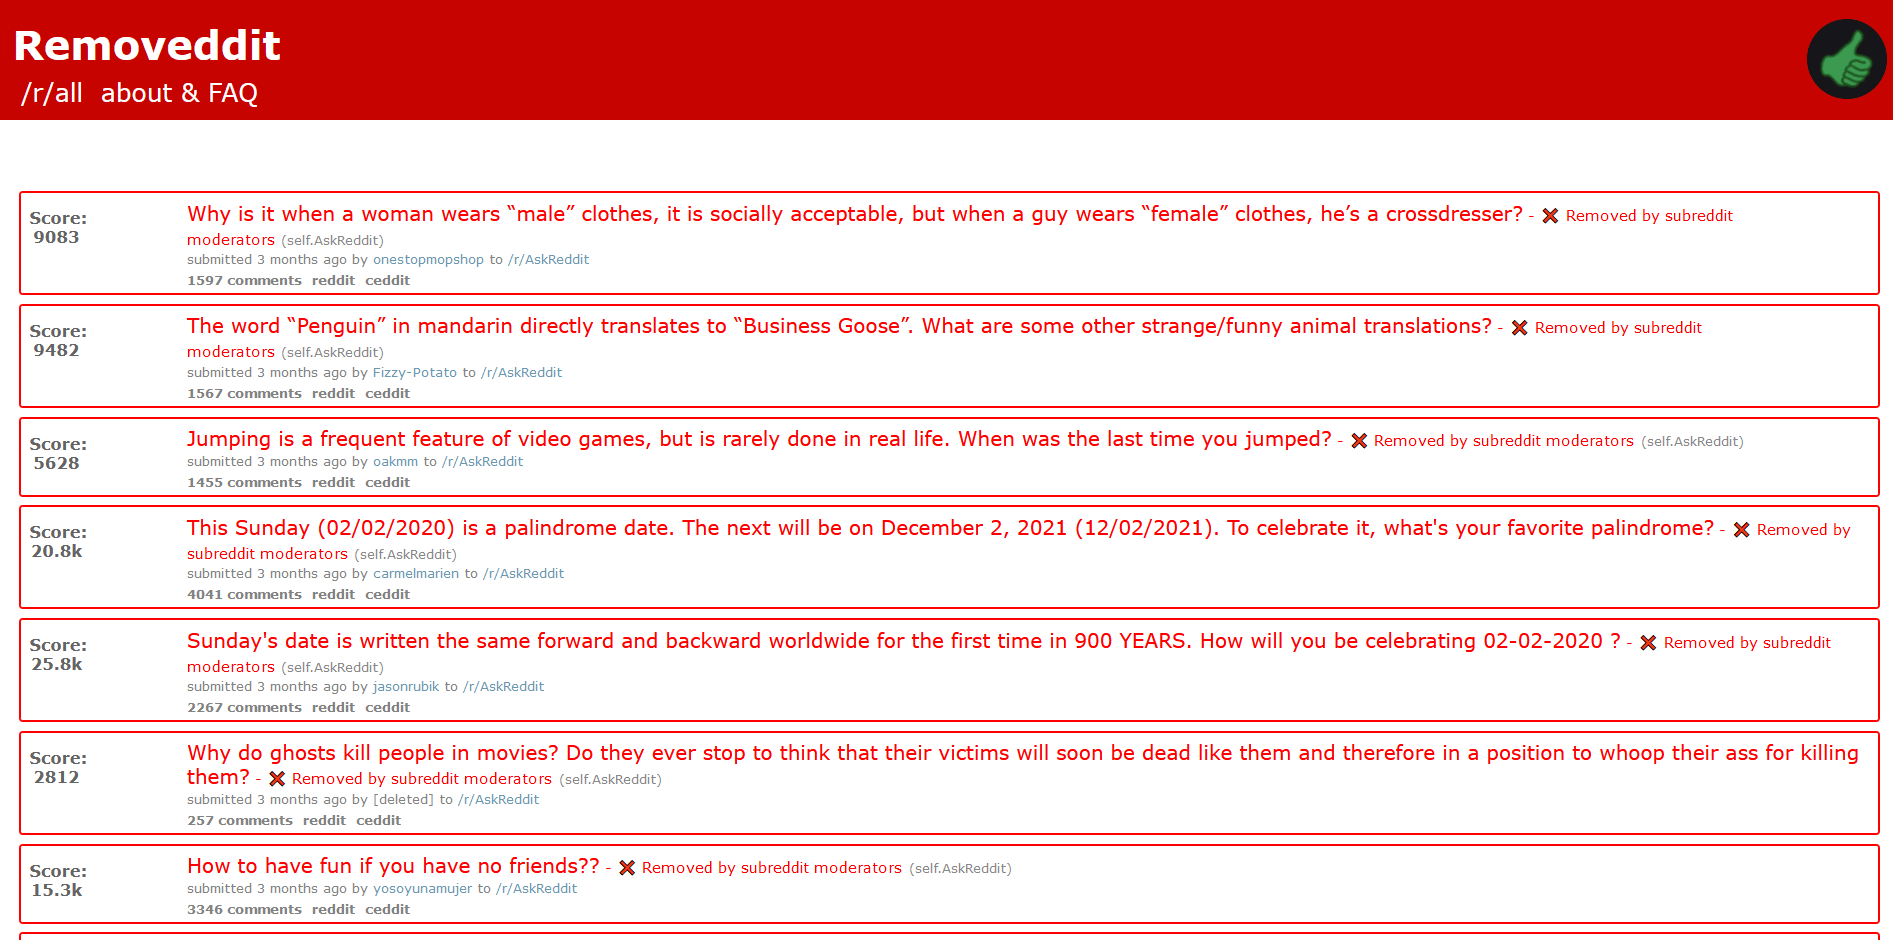 Removeddit
/r/all about & FAQ
Score:
9083
Why is it when a woman wears “male” clothes, it is socially acceptable, but when a guy wears “female” clothes, he’s a crossdresser? - ❌ Removed by subreddit
moderators (self.AskReddit)
submitted 3 months ago by onestopmopshop to /r/AskReddit
1597 comments reddit ceddit
Score:
9482
The word “Penguin” in mandarin directly translates to “Business Goose”. What are some other strange/funny animal translations? - ❌ Removed by subreddit
moderators (self.AskReddit)
submitted 3 months ago by Fizzy-Potato to /r/AskReddit
1567 comments reddit ceddit
Score:
5628
Jumping is a frequent feature of video games, but is rarely done in real life. When was the last time you jumped? - ❌ Removed by subreddit moderators (self.AskReddit)
submitted 3 months ago by oakmm to /r/AskReddit
1455 comments reddit ceddit
Score:
20.8k
This Sunday (02/02/2020) is a palindrome date. The next will be on December 2, 2021 (12/02/2021). To celebrate it, what's your favorite palindrome? - ❌ Removed by
subreddit moderators (self.AskReddit)
submitted 3 months ago by carmelmarien to /r/AskReddit
4041 comments reddit ceddit
Score:
25.8k
Sunday's date is written the same forward and backward worldwide for the first time in 900 YEARS. How will you be celebrating 02-02-2020 ? - ❌ Removed by subreddit
moderators (self.AskReddit)
submitted 3 months ago by jasonrubik to /r/AskReddit
2267 comments reddit ceddit
Score:
2812
Why do ghosts kill people in movies? Do they ever stop to think that their victims will soon be dead like them and therefore in a position to whoop their ass for killing
them? - ❌ Removed by subreddit moderators (self.AskReddit)
submitted 3 months ago by [deleted] to /r/AskReddit
257 comments reddit ceddit
Score:
15.3k
How to have fun if you have no friends?? - ❌ Removed by subreddit moderators (self.AskReddit)
submitted 3 months ago by yosoyunamujer to /r/AskReddit
3346 comments reddit ceddit